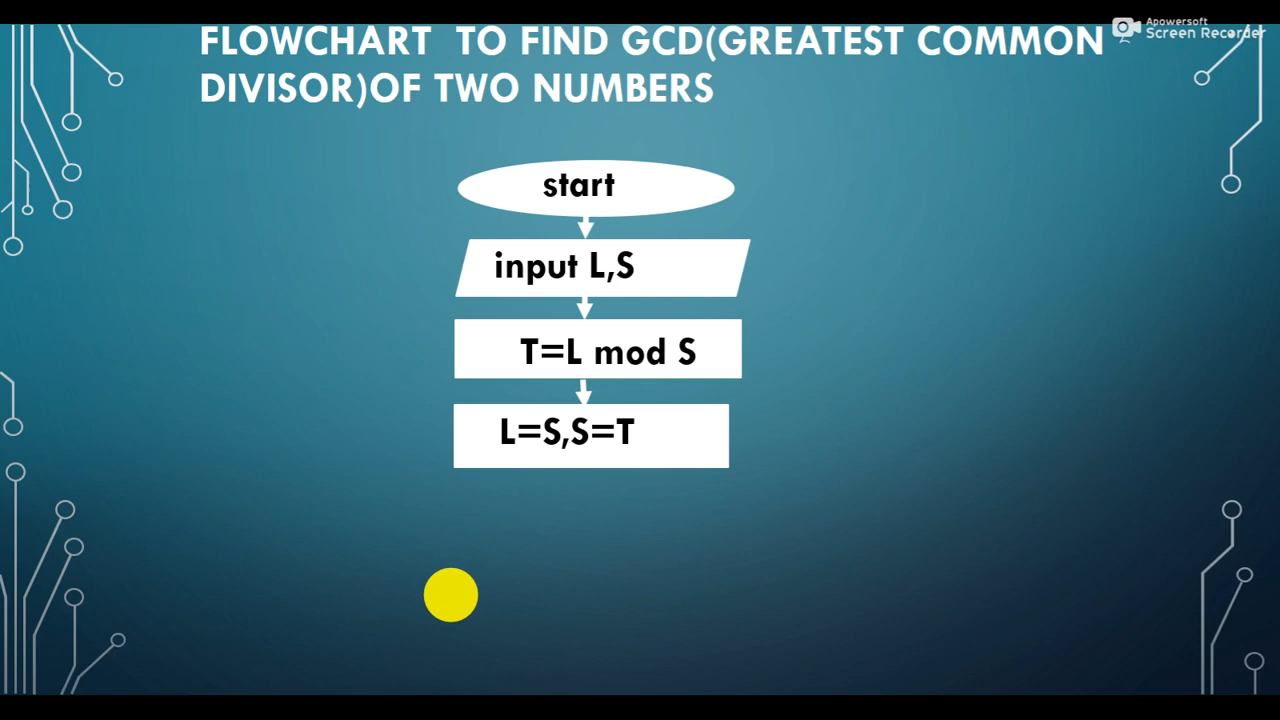 Apowersoft
Screen Recorder
FLOWCHART  TO FIND GCD(GREATEST COMMON
DIVISOR)OF TWO NUMBERS
start
input L,S
T=L mod S
L=S,S=T